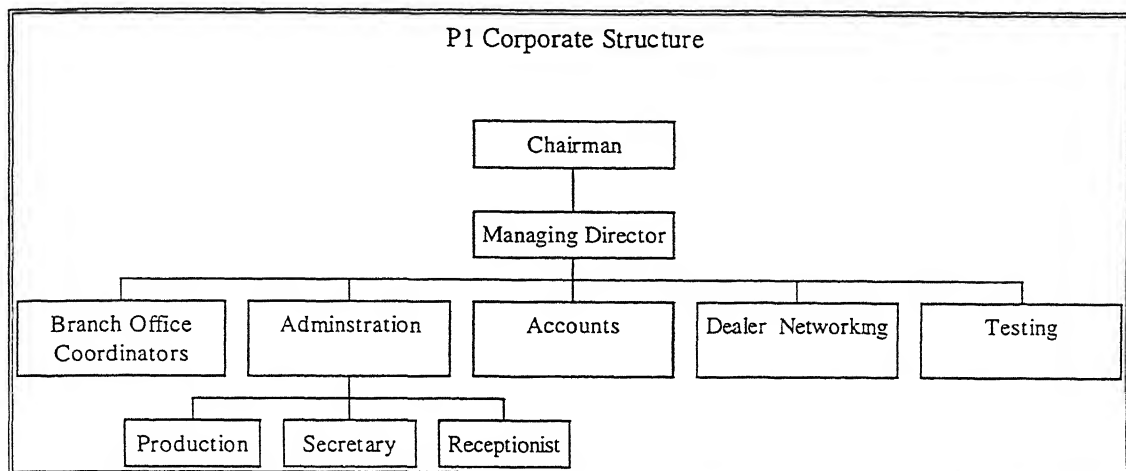 P1 Corporate Structure
Chairman
Managing Director
Branch Office
Coordinators
Adminstration
Accounts
Dealer Networkmg
Testing
Production
Secretary
Receptionist